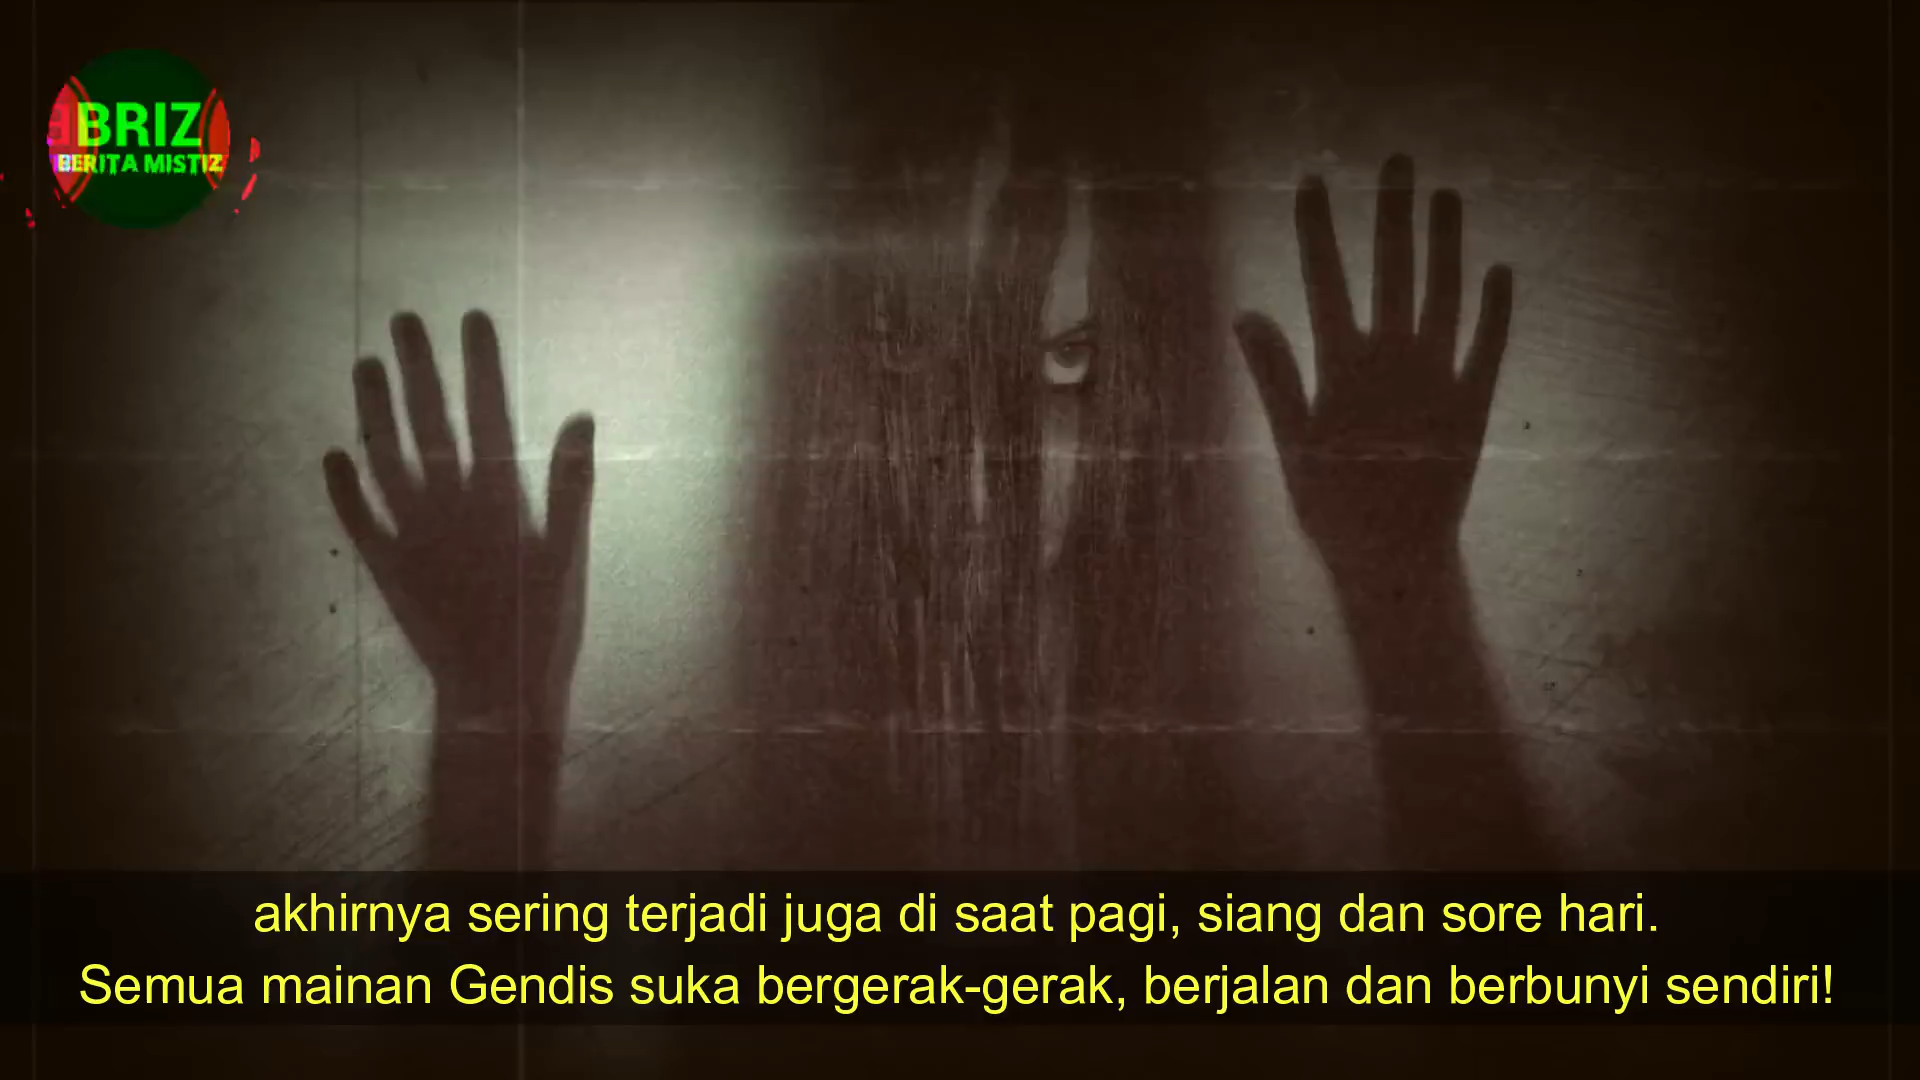 BRIZ
BERITA MISTIZ
akhirnya sering terjadi juga di saat pagi, siang dan sore hari.
Semua mainan Gendis suka bergerak-gerak, berjalan dan berbunyi sendiri!